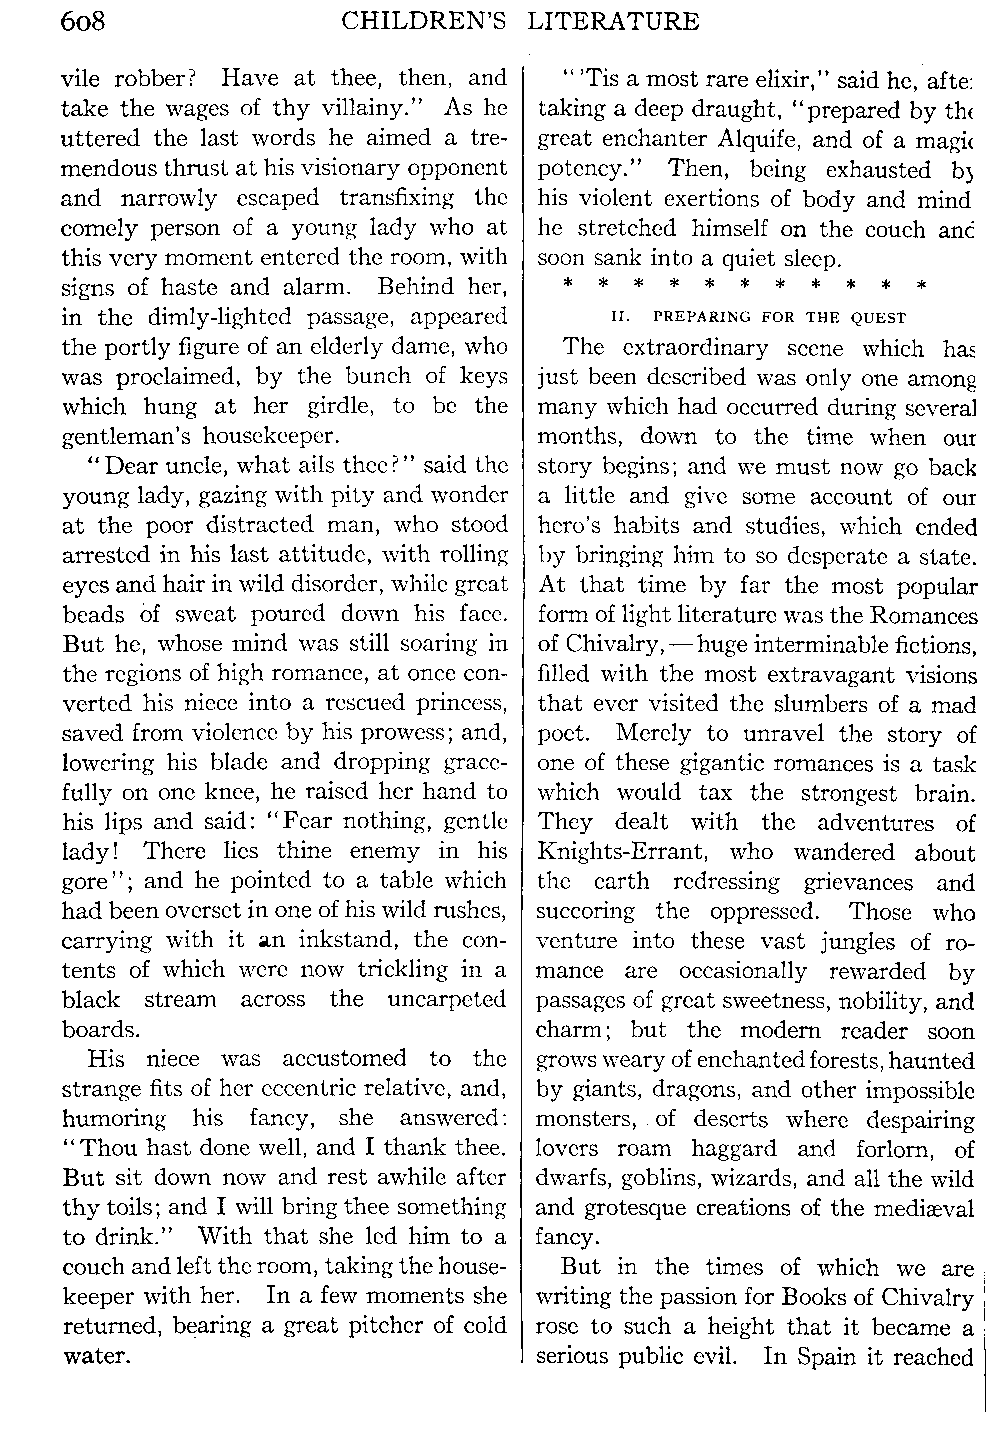 608 CHILDREN'S LITERATURE
vile robber? Have at thee, then, and
take the wages of thy villainy." As he
uttered the last words he aimed a tre-
mendous thrust at his visionary opponent
and narrowly escaped transfixing the
comely person of a young lady who at
this very moment entered the room, with
signs of haste and alarm. Behind her,
in the dimly-lighted passage, appeared
the portly figure of an elderly dame, who
was proclaimed, by the bunch of keys
which hung at her girdle, to be the
gentleman's housekeeper.
"Dear uncle, what ails thee?" said the
young lady, gazing with pity and wonder
at the poor distracted man, who stood
arrested in his last attitude, with rolling
eyes and hair in wild disorder, while great
beads of sweat poured down his face.
But he, whose mind was still soaring in
the regions of high romance, at once con-
verted his niece into a rescued princess,
saved from violence by his prowess; and,
lowering his blade and dropping grace-
fully on one knee, he raised her hand to
his lips and said: "Fear nothing, gentle
lady! There lies thine enemy in his
gore"; and he pointed to a table which
had been overset in one of his wild rushes,
carrying with it an inkstand, the con-
tents of which were now trickling in a
black stream across the uncarpeted
boards.
His niece was accustomed to the
strange fits of her eccentric relative, and,
humoring his fancy, she answered:
"Thou hast done well, and I thank thee.
But sit down now and rest awhile after
thy toils; and I will bring thee something
to drink." With that she led him to a
couch and left the room, taking the house-
keeper with her. In a few moments she
returned, bearing a great pitcher of cold
water.
"'Tis a most rare elixir," said he, after
taking a deep draught, "prepared by the
great enchanter Alquife, and of a magic
potency." Then, being exhausted by
his violent exertions of body and mind
he stretched himself on the couch and
soon sank into a quiet sleep.
* * * * * * * * * * *
II. PREPARING FOR THE QUEST
The extraordinary scene which has
just been described was only one among
many which had occurred during several
months, down to the time when our
story begins; and we must now go back
a little and give some account of our
hero's habits and studies, which ended
by bringing him to so desperate a state.
At that time by far the most popular
form of light literature was the Romances
of Chivalry,—huge interminable fictions,
filled with the most extravagant visions
that ever visited the slumbers of a mad
poet. Merely to unravel the story of
one of these gigantic romances is a task
which would tax the strongest brain.
They dealt with the adventures of
Knights-Errant, who wandered about
the earth redressing grievances and
succoring the oppressed. Those who
venture into these vast jungles of ro-
mance are occasionally rewarded by
passages of great sweetness, nobility, and
charm; but the modern reader soon
grows weary of enchanted forests, haunted
by giants, dragons, and other impossible
monsters, of deserts where despairing
lovers roam haggard and forlorn, of
dwarfs, goblins, wizards, and all the wild
and grotesque creations of the mediæval
fancy.
But in the times of which we are
writing the passion for Books of Chivalry
rose to such a height that it became a
serious public evil. In Spain it reached